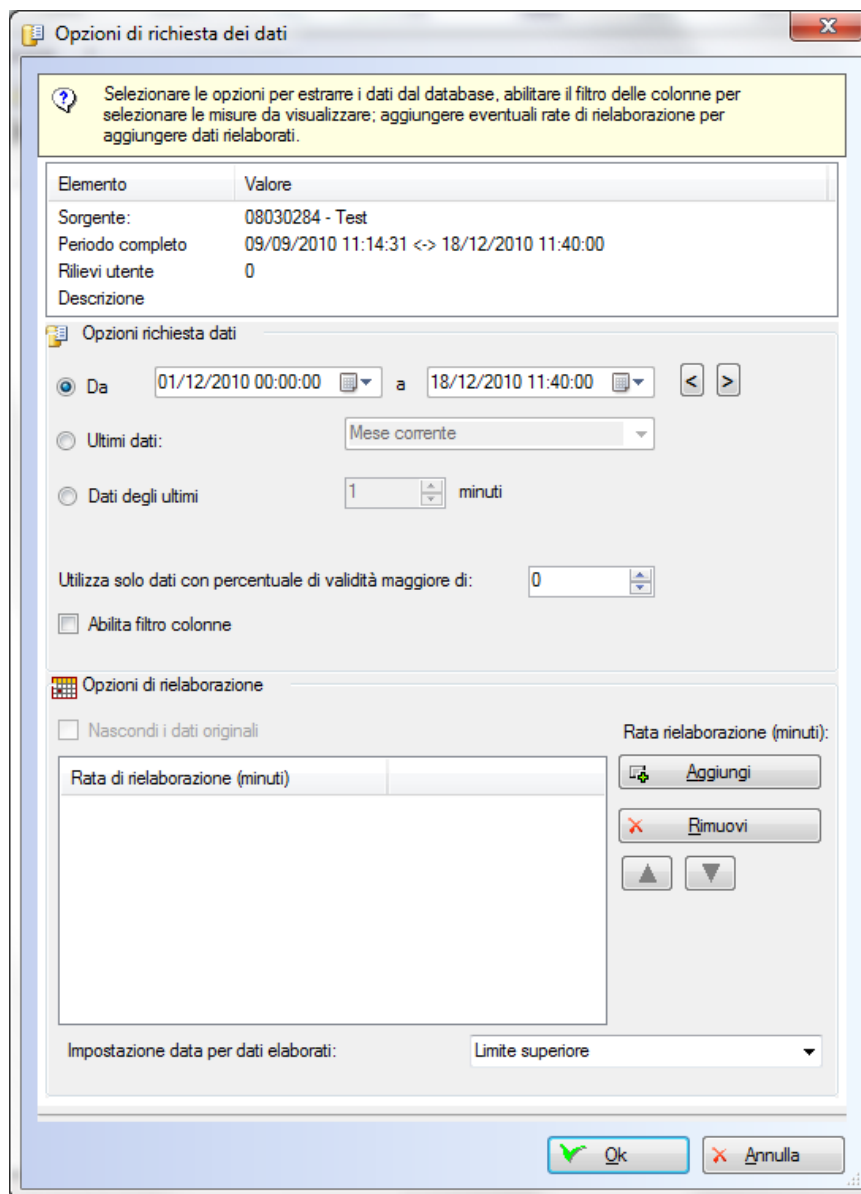 Opzioni di richiesta dei dati
Selezionare le opzioni per estrarre i dati dal database, abilitare il filtro delle colonne per
selezionare le misure da visualizzare; aggiungere eventuali rate di rielaborazione per
aggiungere dati rielaborati.
Elemento Valore
Sorgente: 08030284 - Test
Periodo completo 09/09/2010 11:14:31 <-> 18/12/2010 11:40:00
Rilievi utente 0
Descrizione
Opzioni richiesta dati
Da 01/12/2010 00:00:00 a 18/12/2010 11:40:00 < >
Ultimi dati: Mese corrente
Dati degli ultimi 1 minuti
Utilizza solo dati con percentuale di validità maggiore di: 0
Abilita filtro colonne
Opzioni di rielaborazione
Nascondi i dati originali
Rata rielaborazione (minuti):
Rata di rielaborazione (minuti)
Aggiungi
Rimuovi
Impostazione data per dati elaborati: Limite superiore
Ok Annulla